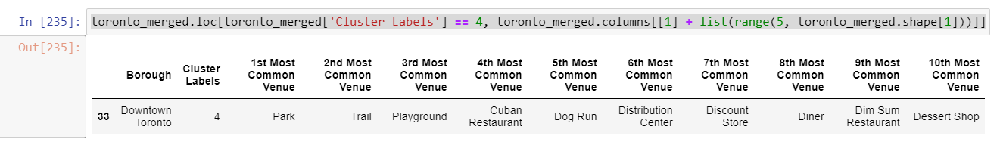 In [235]: toronto_merged.loc[toronto_merged['Cluster Labels'] == 4, toronto_merged.columns[[1] + list(range(5, toronto_merged.shape[1]))]]
Out[235]:
Borough Cluster Labels 1st Most Common Venue 2nd Most Common Venue 3rd Most Common Venue 4th Most Common Venue 5th Most Common Venue 6th Most Common Venue 7th Most Common Venue 8th Most Common Venue 9th Most Common Venue 10th Most Common Venue
33 Downtown Toronto 4 Park Trail Playground Cuban Restaurant Dog Run Distribution Center Discount Store Diner Dim Sum Restaurant Dessert Shop